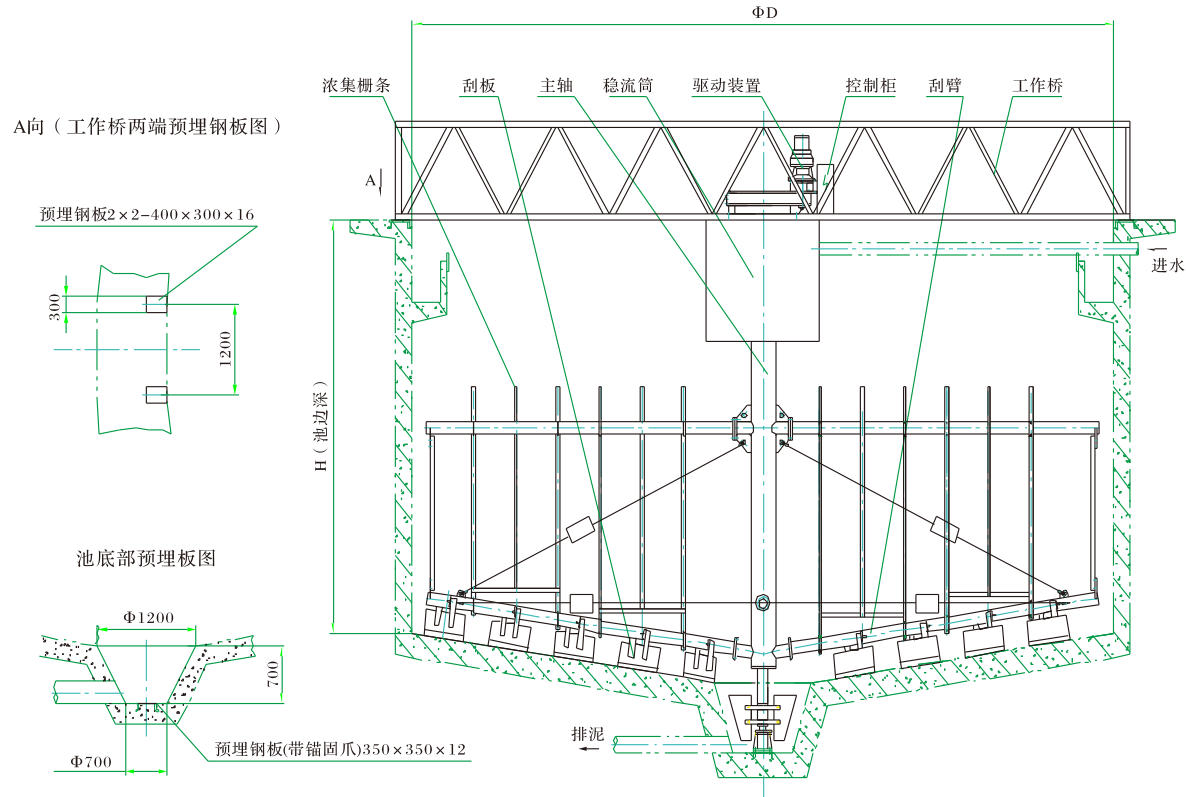 ΦD
浓集栅条
刮板
主轴
稳流筒
驱动装置
控制柜
刮臂
工作桥
A向（工作桥两端预埋钢板图）
A
预埋钢板2×2-400×300×16
进水
300
1200
H（池边深）
池底部预埋板图
Φ1200
700
排泥
预埋钢板(带锚固爪)350×350×12
Φ700